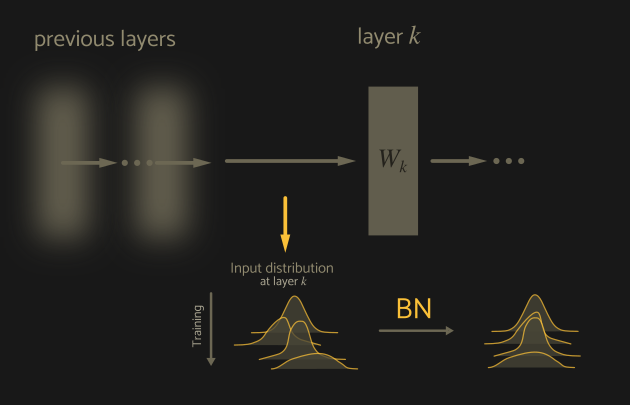 previous layers
layer k
W_k
Input distribution
at layer k
Training
BN